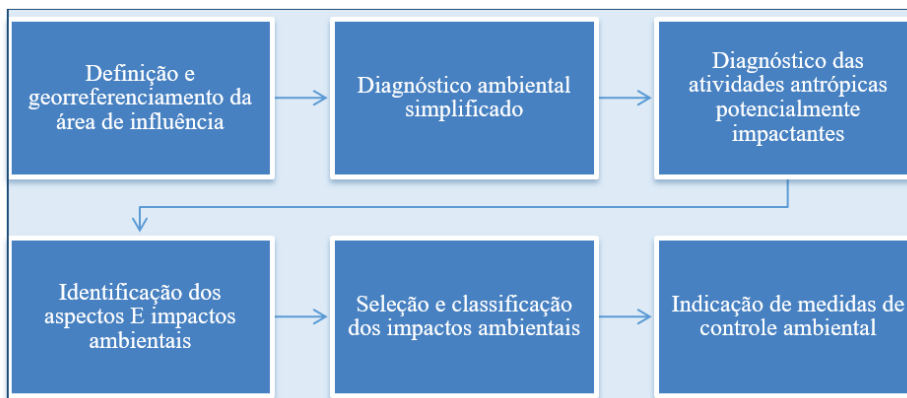 Definição e
georreferenciamento da
área de influência
Diagnóstico ambiental
simplificado
Diagnóstico das
atividades antrópicas
potencialmente
impactantes
Identificação dos
aspectos E impactos
ambientais
Seleção e classificação
dos impactos ambientais
Indicação de medidas de
controle ambiental